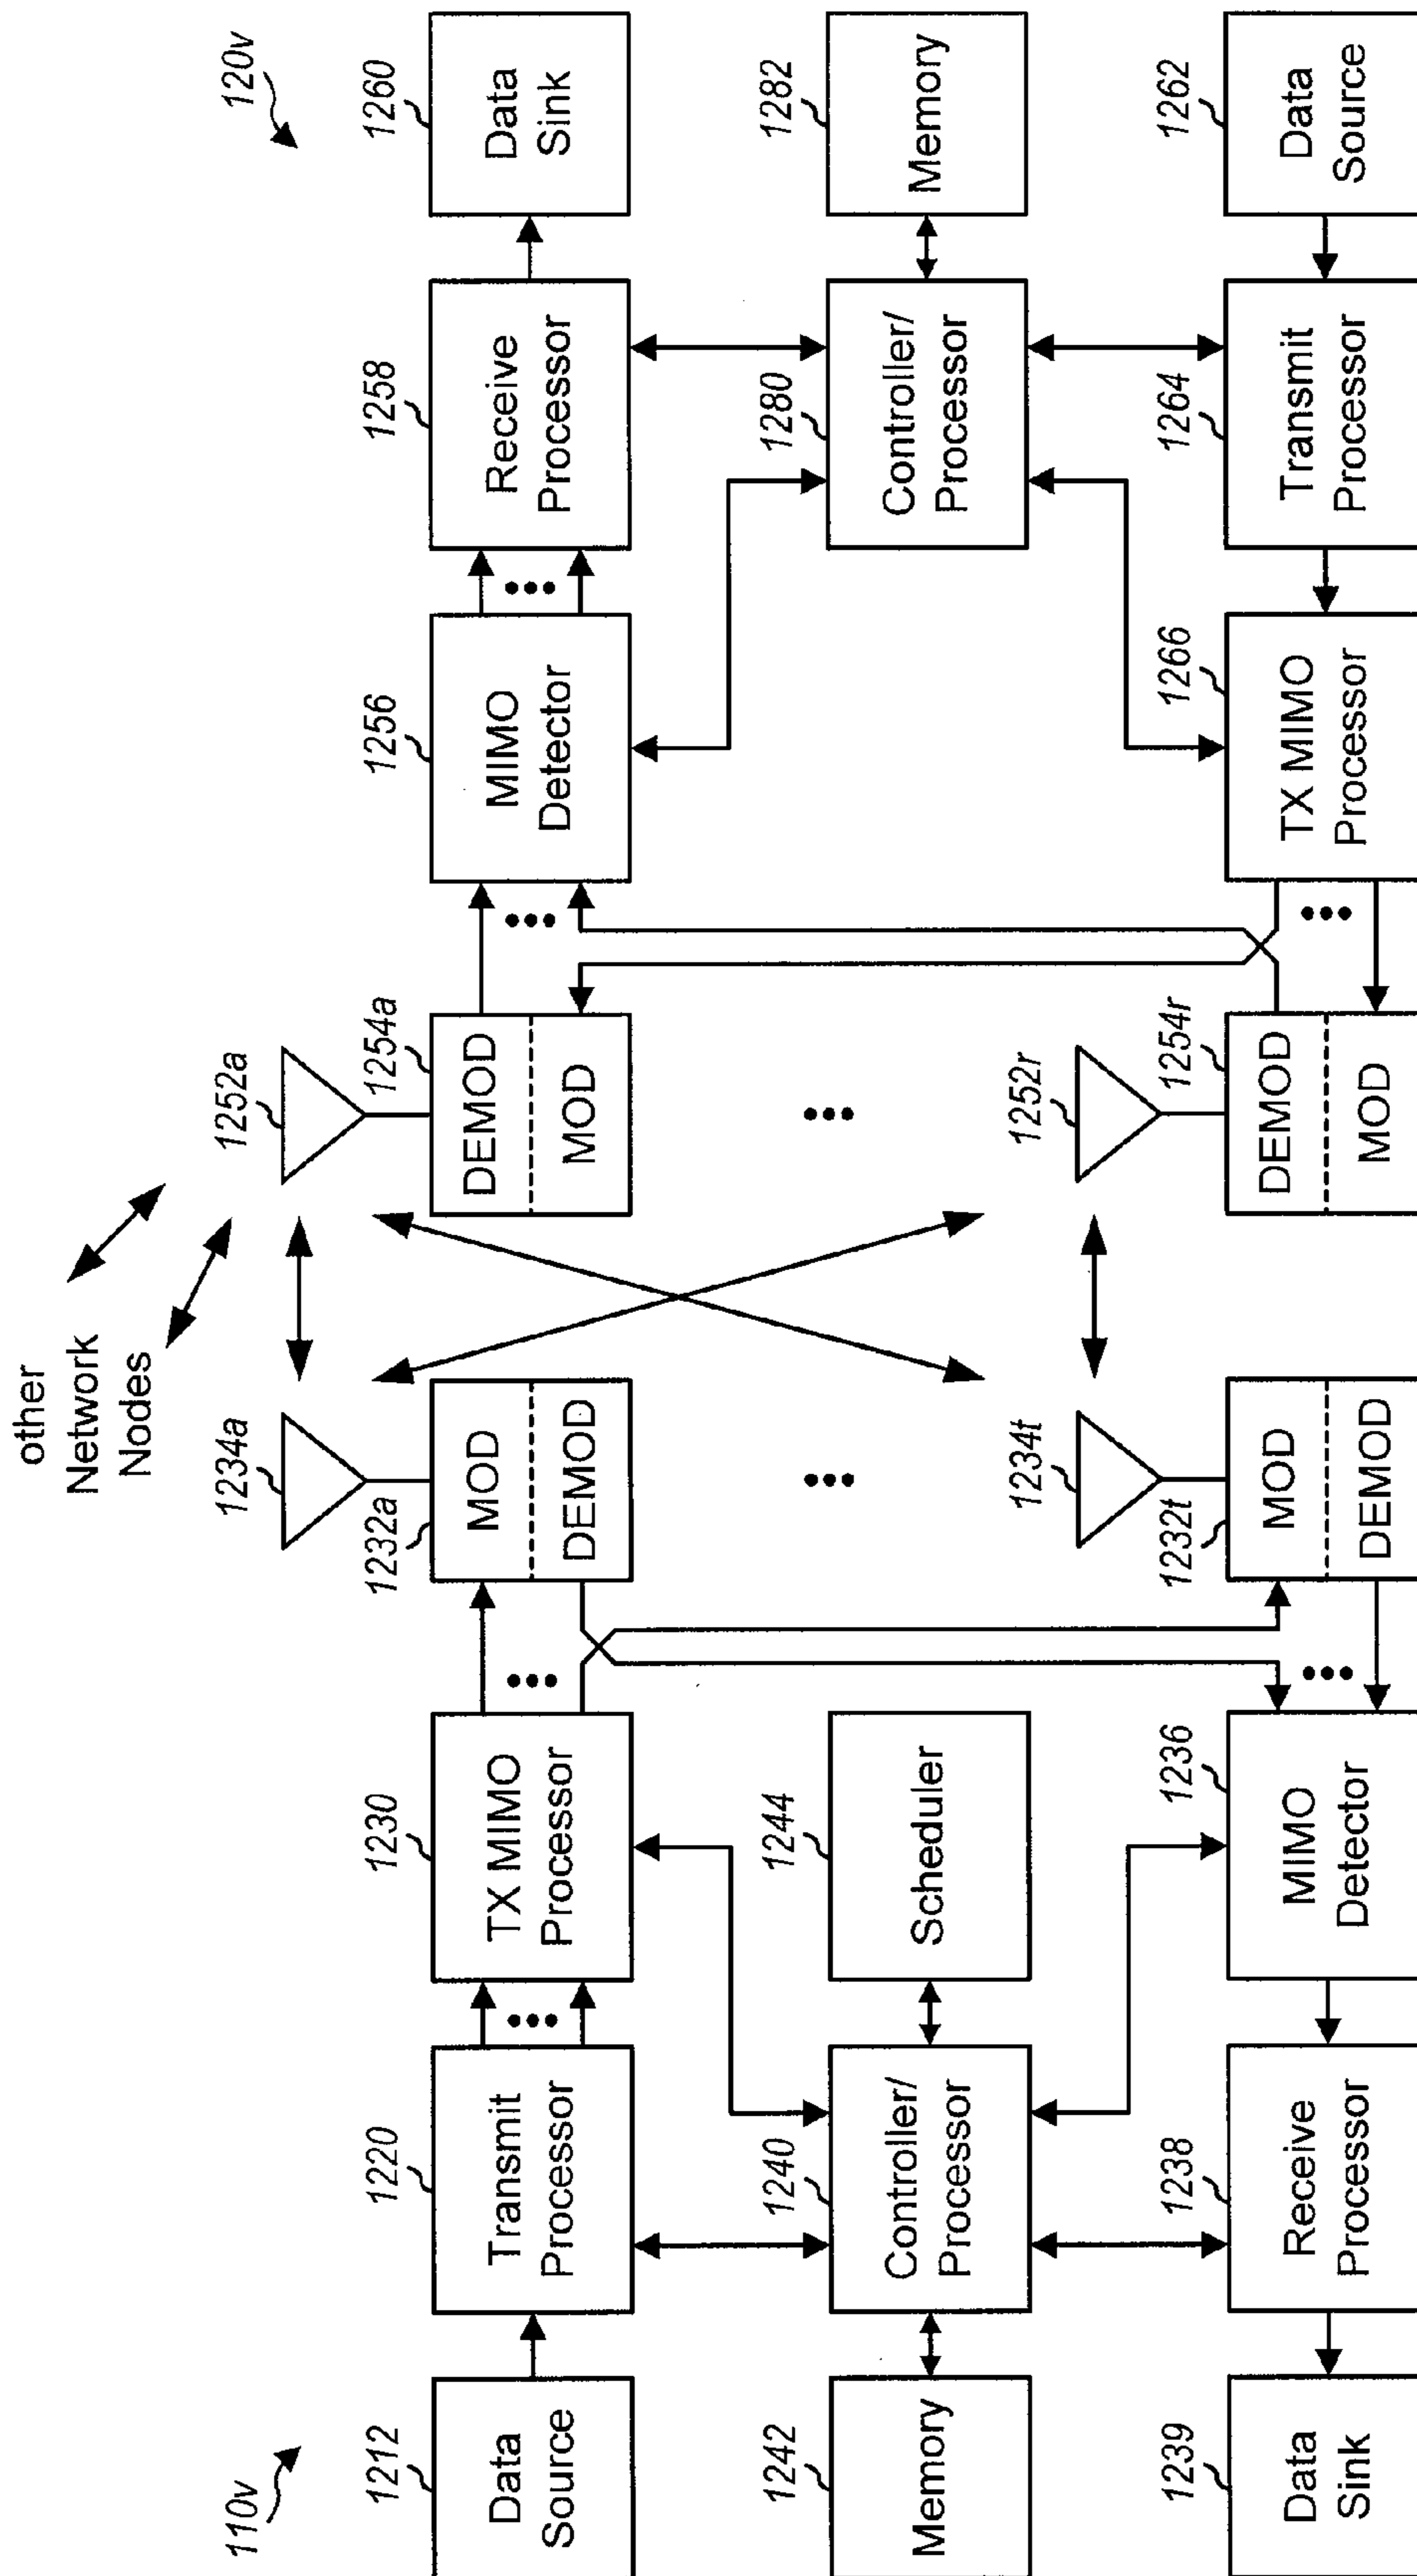 other
Network
Nodes
110v
120v
1212
Data
Source
1220
Transmit
Processor
1230
TX MIMO
Processor
1232a
MOD
DEMOD
1234a
1252a
1254a
DEMOD
MOD
1256
MIMO
Detector
1258
Receive
Processor
1260
Data
Sink
1242
Memory
1240
Controller/
Processor
1244
Scheduler
1280
Controller/
Processor
1282
Memory
1239
Data
Sink
1238
Receive
Processor
1236
MIMO
Detector
1232t
MOD
DEMOD
1234t
1252r
1254r
DEMOD
MOD
1266
TX MIMO
Processor
1264
Transmit
Processor
1262
Data
Source